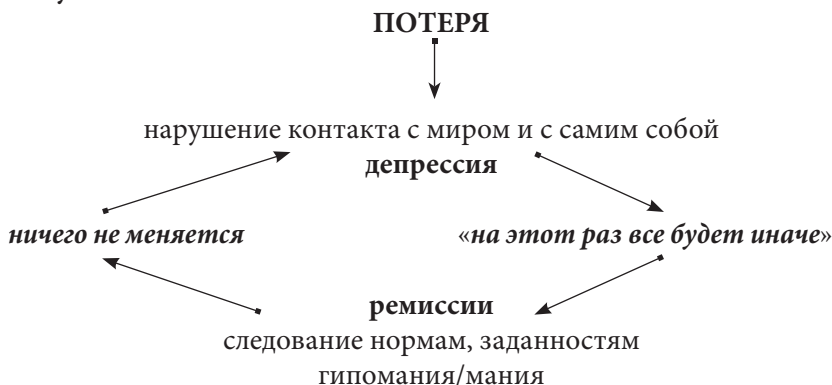 ПОТЕРЯ
нарушение контакта с миром и с самим собой
депрессия
ничего не меняется
«на этот раз все будет иначе»
ремиссии
следование нормам, заданностям
гипомания/мания